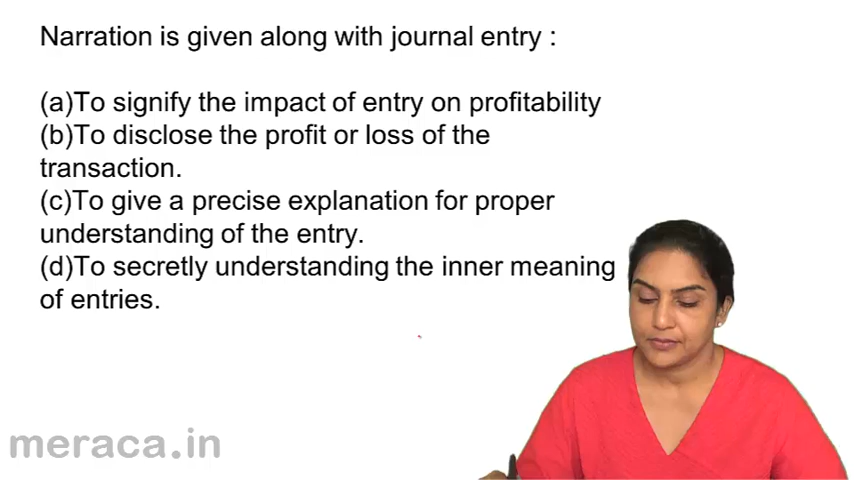 Narration is given along with journal entry :
(a)To signify the impact of entry on profitability
(b)To disclose the profit or loss of the
transaction.
(c)To give a precise explanation for proper
understanding of the entry.
(d)To secretly understanding the inner meaning
of entries.
meraca.in